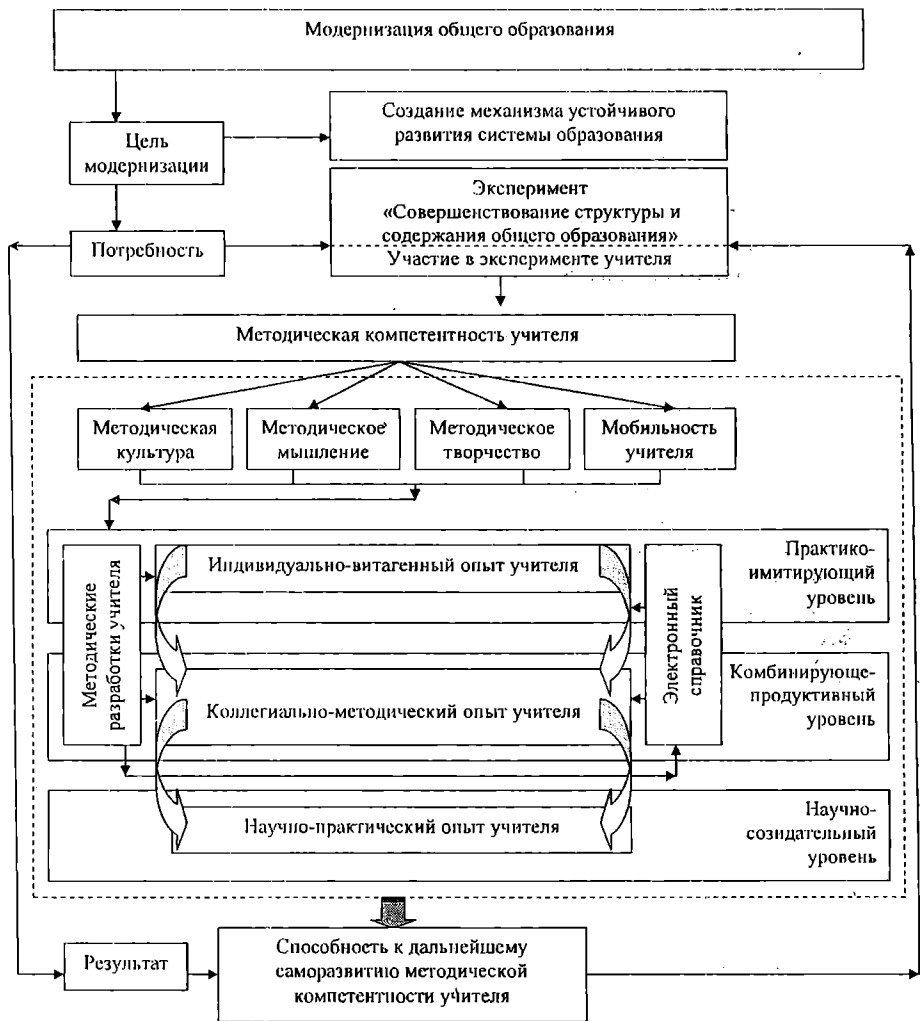 Модернизация общего образования
Цель
модернизации
Создание механизма устойчивого
развития системы образования
Потребность
Эксперимент
«Совершенствование структуры и
содержания общего образования»
Участие в эксперименте учителя
Методическая компетентность учителя
Методическая
культура
Методическое
мышление
Методическое
творчество
Мобильность
учителя
Методические
разработки учителя
Индивидуально-витагенный опыт учителя
Электронный
справочник
Практико-
имитирующий
уровень
Коллегиально-методический опыт учителя
Комбинирующе-
продуктивный
уровень
Научно-практический опыт учителя
Научно-
созидательный
уровень
Результат
Способность к дальнейшему
саморазвитию методической
компетентности учителя